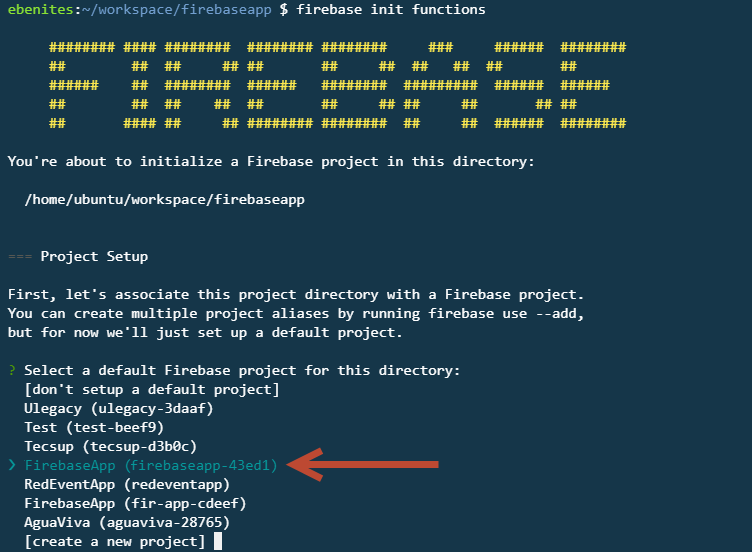 ebenites:~/workspace/firebaseapp $ firebase init functions
######## #### ########  ######## ########     ###     ######  ########
##        ##  ##     ## ##       ##     ##  ##   ##  ##       ##
######    ##  ########  ######   ########  #########  ######  ######
##        ##  ##    ##  ##       ##     ## ##     ##       ## ##
##       #### ##     ## ######## ########  ##     ##  ######  ########
You're about to initialize a Firebase project in this directory:
/home/ubuntu/workspace/firebaseapp
=== Project Setup
First, let's associate this project directory with a Firebase project.
You can create multiple project aliases by running firebase use --add,
but for now we'll just set up a default project.
? Select a default Firebase project for this directory:
[don't setup a default project]
Ulegacy (ulegacy-3daaf)
Test (test-beef9)
Tecsup (tecsup-d3b0c)
❯ FirebaseApp (firebaseapp-43ed1)
RedEventApp (redeventapp)
FirebaseApp (fir-app-cdeef)
AguaViva (aguaviva-28765)
[create a new project]